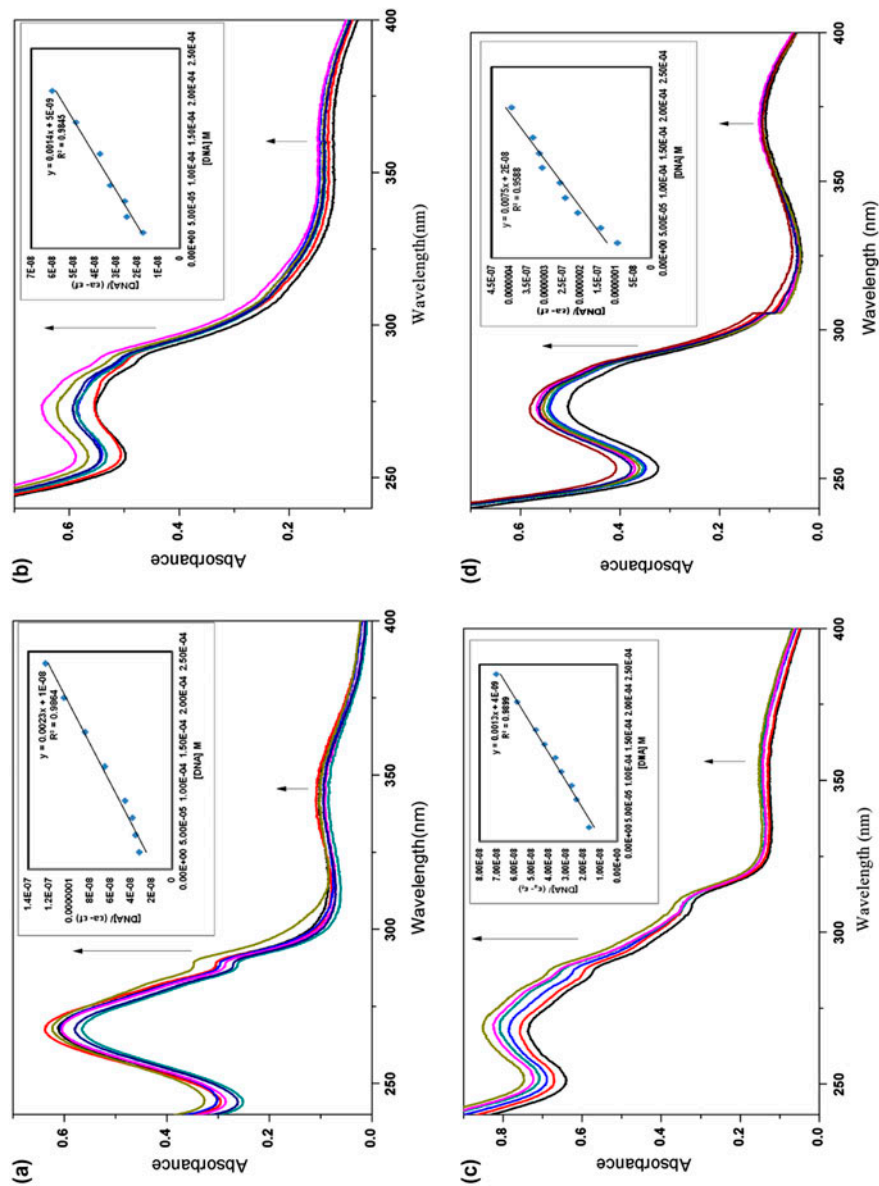 (a)
Absorbance
0.6
0.4
0.2
0.0
250 300 350 400
Wavelength(nm)
[DNA]/ (εa- εf)
1.4E-07
1.2E-07
0.0000001
8E-08
6E-08
4E-08
2E-08
0
y = 0.0023x + 1E-08
R² = 0.9864
0.00E+00 5.00E-05 1.00E-04 1.50E-04 2.00E-04 2.50E-04
[DNA] M
(b)
Absorbance
0.6
0.4
0.2
250 300 350 400
Wavelength(nm)
[DNA]/ (εa- εf)
7E-08
6E-08
5E-08
4E-08
3E-08
2E-08
1E-08
0
y = 0.0014x + 5E-09
R² = 0.9845
0.00E+00 5.00E-05 1.00E-04 1.50E-04 2.00E-04 2.50E-04
[DNA] M
(c)
Absorbance
0.8
0.6
0.4
0.2
0.0
250 300 350 400
Wavelength (nm)
[DNA]/ (εa- εf)
8.00E-08
7.00E-08
6.00E-08
5.00E-08
4.00E-08
3.00E-08
2.00E-08
1.00E-08
0.00E+00
y = 0.0013x + 4E-09
R² = 0.9899
0.00E+00 5.00E-05 1.00E-04 1.50E-04 2.00E-04 2.50E-04
[DNA] M
(d)
Absorbance
0.6
0.4
0.2
0.0
250 300 350 400
Wavelength (nm)
[DNA]/ (εa- εf)
4.5E-07
0.0000004
3.5E-07
0.0000003
2.5E-07
0.0000002
1.5E-07
0.0000001
5E-08
0
y = 0.0075x + 2E-08
R² = 0.9588
0.00E+00 5.00E-05 1.00E-04 1.50E-04 2.00E-04 2.50E-04
[DNA] M